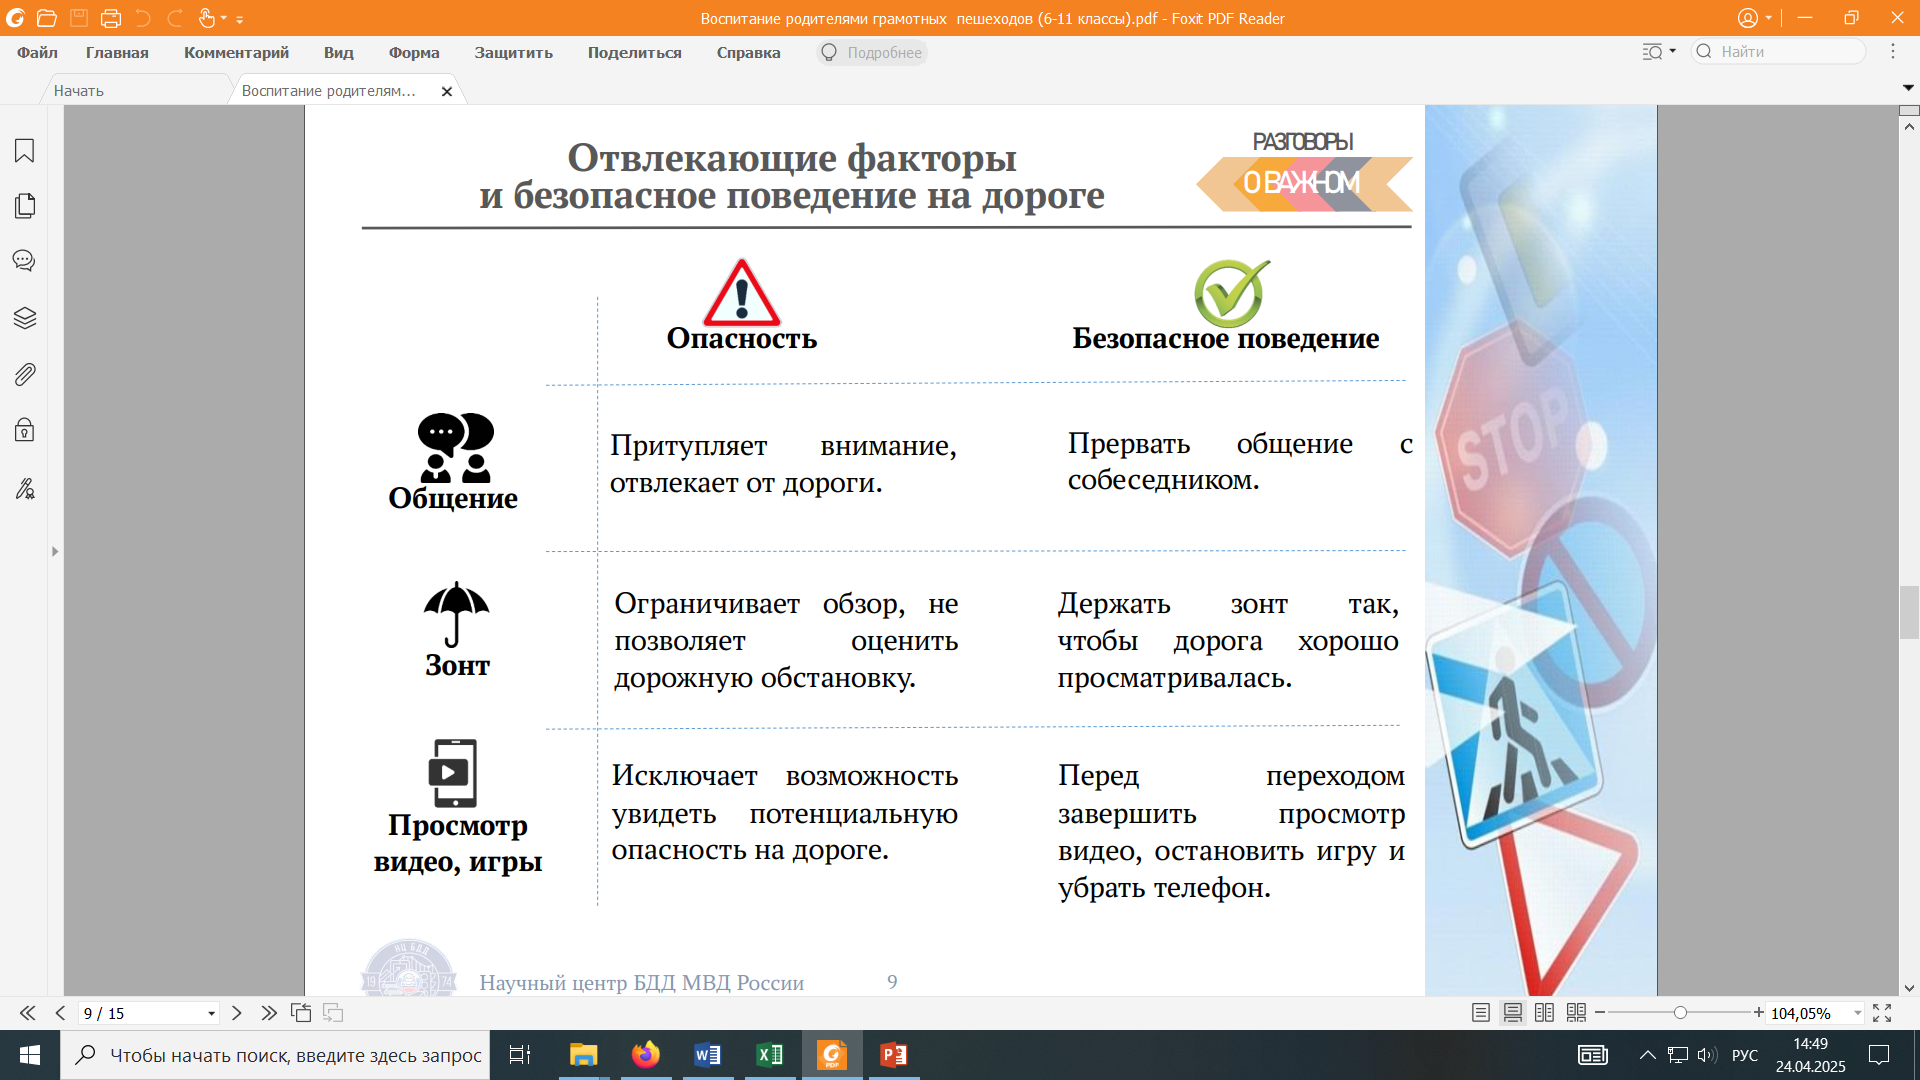 Воспитание родителями грамотных пешеходов (6-11 классы).pdf - Foxit PDF Reader
Файл Главная Комментарий Вид Форма Защитить Поделиться Справка Подробнее Найти
Начать Воспитание родителям...
РАЗГОВОРЫ
О ВАЖНОМ
Отвлекающие факторы
и безопасное поведение на дороге
Опасность Безопасное поведение
Общение
Притупляет внимание,
отвлекает от дороги.
Прервать общение с
собеседником.
Зонт
Ограничивает обзор, не
позволяет оценить
дорожную обстановку.
Держать зонт так,
чтобы дорога хорошо
просматривалась.
Просмотр
видео, игры
Исключает возможность
увидеть потенциальную
опасность на дороге.
Перед переходом
завершить просмотр
видео, остановить игру и
убрать телефон.
STOP
НЦ БДД
19 74
Научный центр БДД МВД России 9
9 / 15 104,05%
Чтобы начать поиск, введите здесь запрос
РУС
14:49
24.04.2025